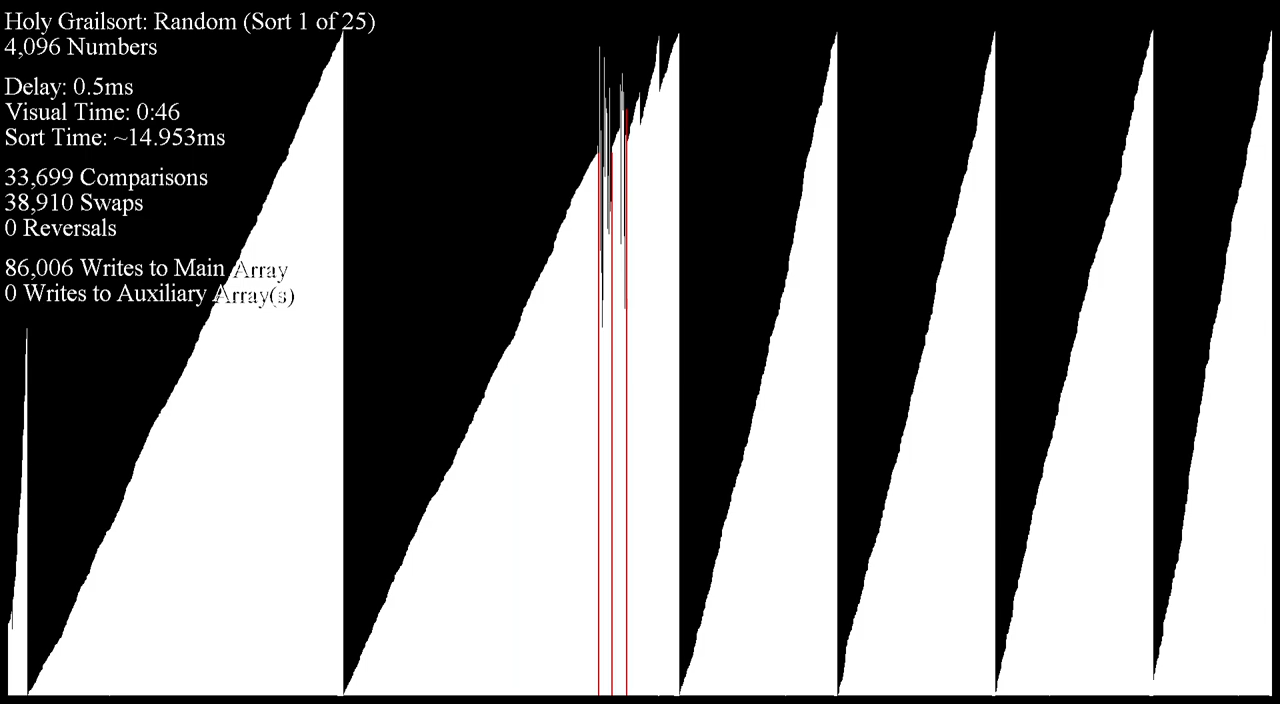 Holy Grailsort: Random (Sort 1 of 25)
4,096 Numbers
Delay: 0.5ms
Visual Time: 0:46
Sort Time: ~14.953ms
33,699 Comparisons
38,910 Swaps
0 Reversals
86,006 Writes to Main Array
0 Writes to Auxiliary Array(s)